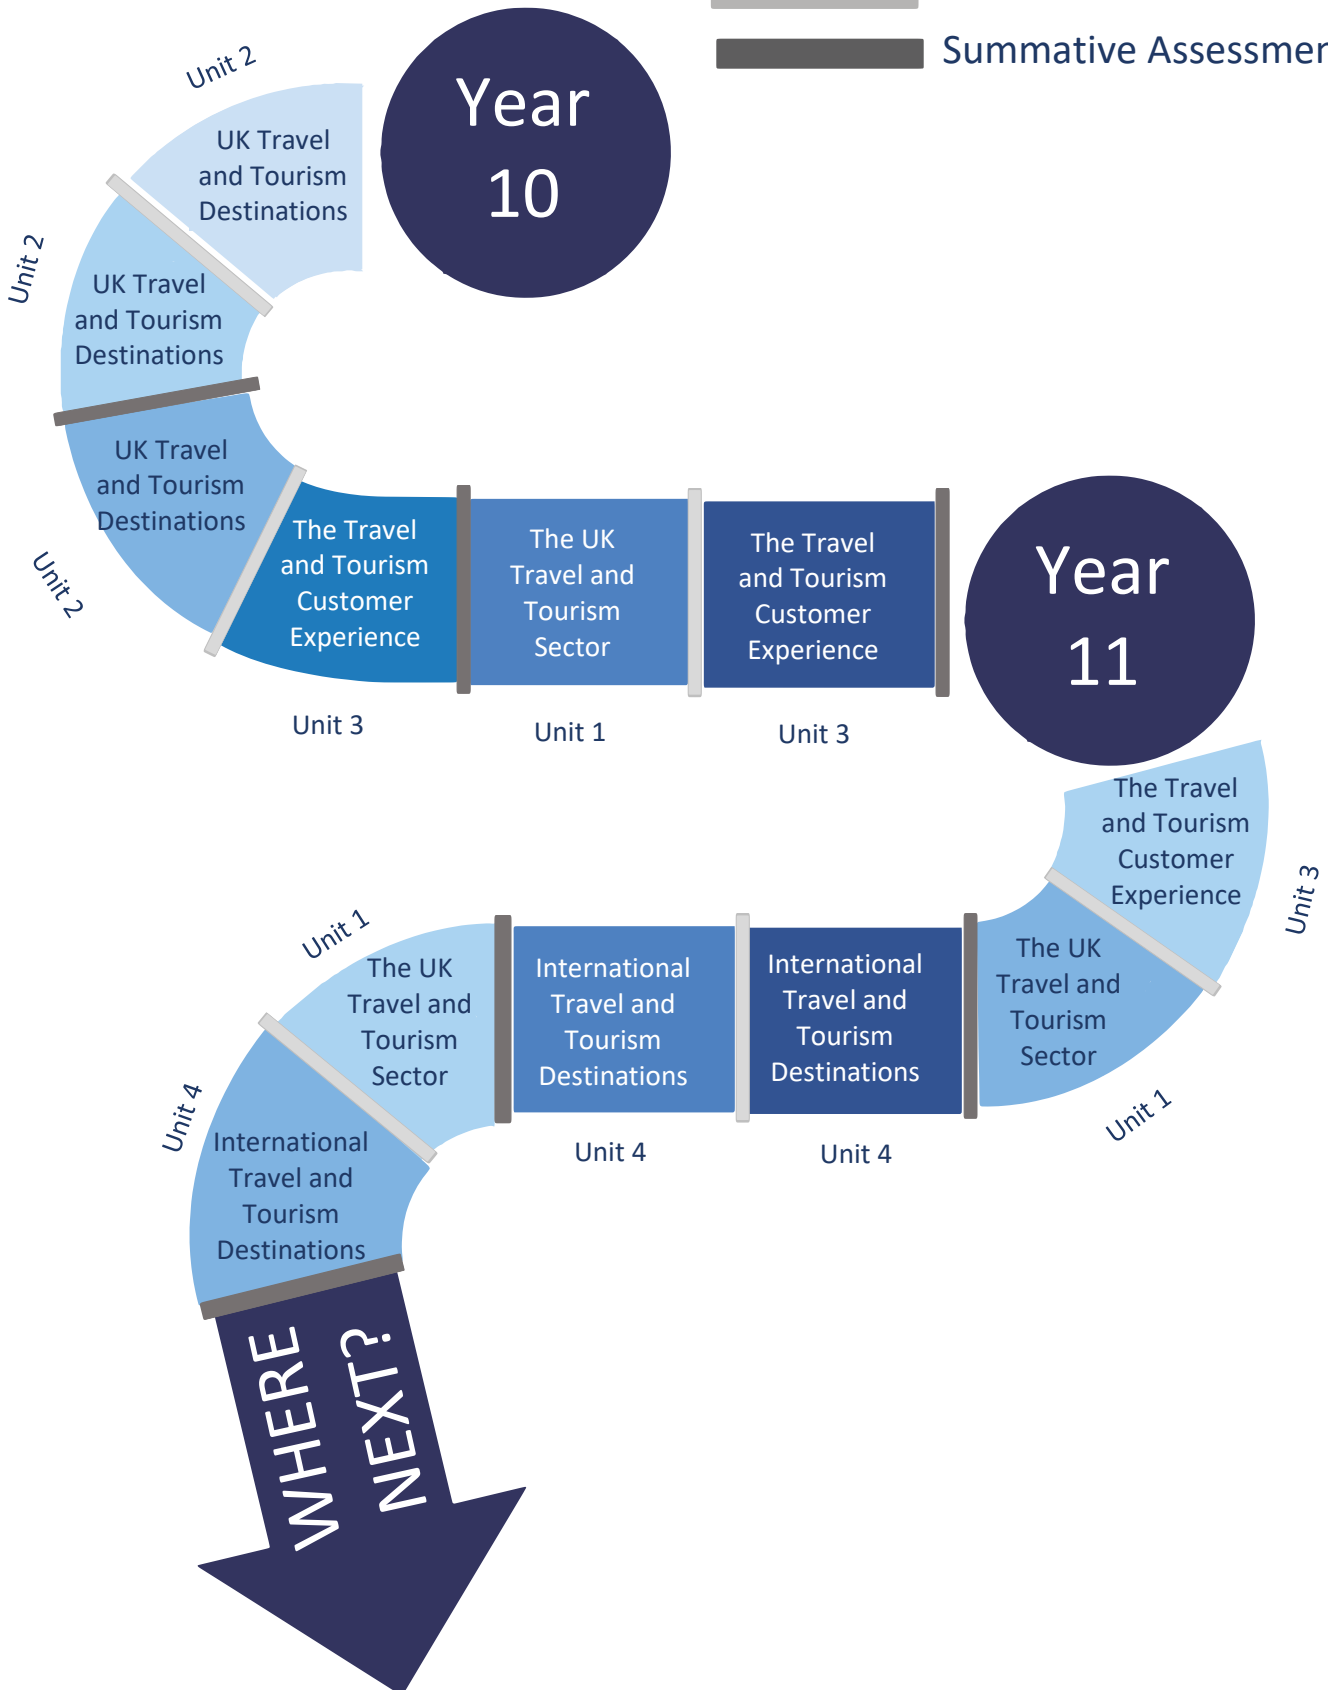 Summative Assessmen
Year
10
Unit 2
UK Travel
and Tourism
Destinations
Unit 2
UK Travel
and Tourism
Destinations
Unit 2
UK Travel
and Tourism
Destinations
The Travel
and Tourism
Customer
Experience
Unit 3
The UK
Travel and
Tourism
Sector
Unit 1
The Travel
and Tourism
Customer
Experience
Unit 3
Year
11
The Travel
and Tourism
Customer
Experience
Unit 3
The UK
Travel and
Tourism
Sector
Unit 1
International
Travel and
Tourism
Destinations
Unit 4
International
Travel and
Tourism
Destinations
Unit 4
The UK
Travel and
Tourism
Sector
Unit 1
International
Travel and
Tourism
Destinations
Unit 4
WHERE
NEXT?